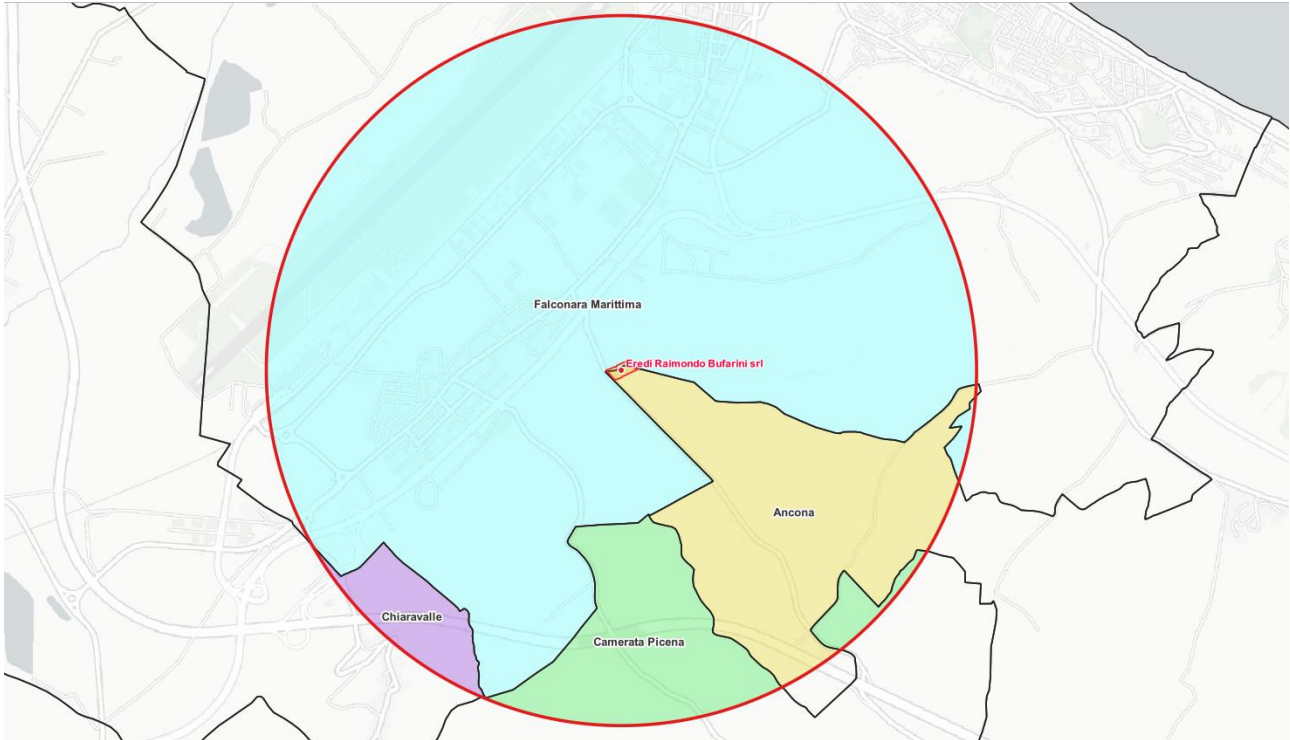 Falconara Marittima
Eredi Raimondo Bufarini srl
Ancona
Chiaravalle
Camerata Picena